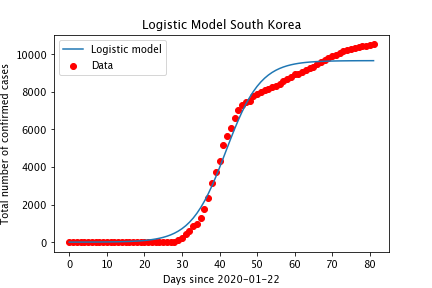 Logistic Model South Korea
Logistic model
Data
Total number of confirmed cases
10000
8000
6000
4000
2000
0
0 10 20 30 40 50 60 70 80
Days since 2020-01-22